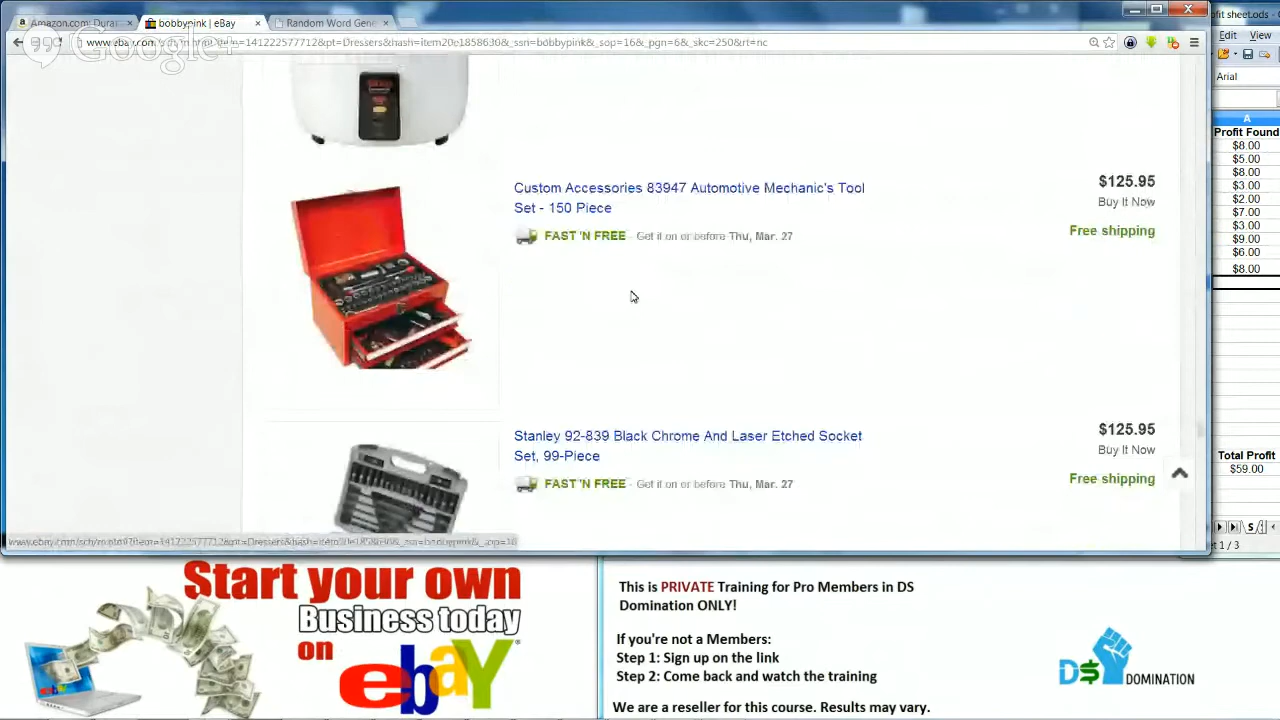 Amazon.com: Dura
bobbypink | eBay
Random Word Gene
Google+
Custom Accessories 83947 Automotive Mechanic's Tool
Set - 150 Piece
$125.95
Buy It Now
FAST 'N FREE - Get it on or before Thu, Mar. 27
Free shipping
Stanley 92-839 Black Chrome And Laser Etched Socket
Set, 99-Piece
$125.95
Buy It Now
FAST 'N FREE - Get it on or before Thu, Mar. 27
Free shipping
ofit sheet.ods - 
Edit View
Arial
A
Profit Found
$8.00
$5.00
$8.00
$2.00
$7.00
$3.00
$9.00
$6.00
$8.00
Total Profit
$59.00
et 1 / 3
Start your own
Business today
on
ebay
This is PRIVATE Training for Pro Members in DS
Domination ONLY!
If you're not a Members:
Step 1: Sign up on the link
Step 2: Come back and watch the training
We are a reseller for this course. Results may vary.
D$ DOMINATION